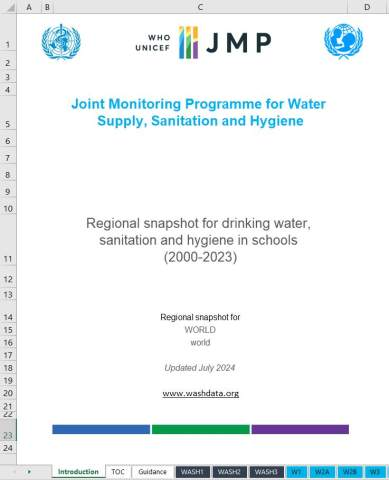 A B C D
WHO
UNICEF
JMP
Joint Monitoring Programme for Water
Supply, Sanitation and Hygiene
Regional snapshot for drinking water,
sanitation and hygiene in schools
(2000-2023)
Regional snapshot for
WORLD
world
Updated July 2024
www.washdata.org
1
2
3
4
5
6
7
8
9
10
11
12
13
14
15
16
17
18
19
20
21
22
23
24
Introduction TOC Guidance WASH1 WASH2 WASH3 W1 W2A W2B W3